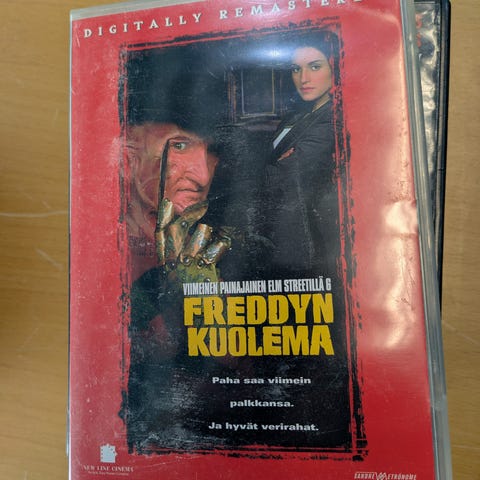 DIGITALLY REMASTERE
VIIMEINEN PAINAJAINEN ELM STREETILLÄ 6
FREDDYN
KUOLEMA
Paha saa viimein
palkkansa.
Ja hyvät verirahat.
NEW LINE CINEMA
SANDREW METRONOME